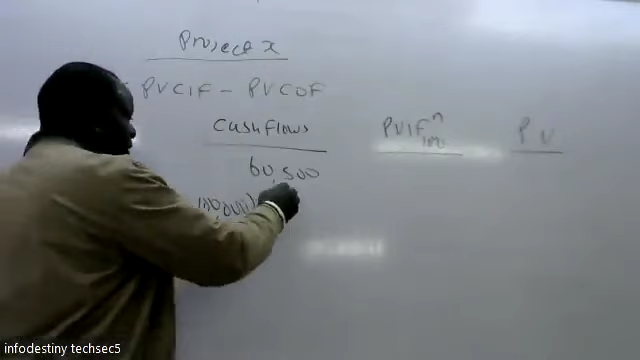 Project x
PVCIF - PVCOF
Cashflows PVIF n PV
60,500
infodestiny techsec5